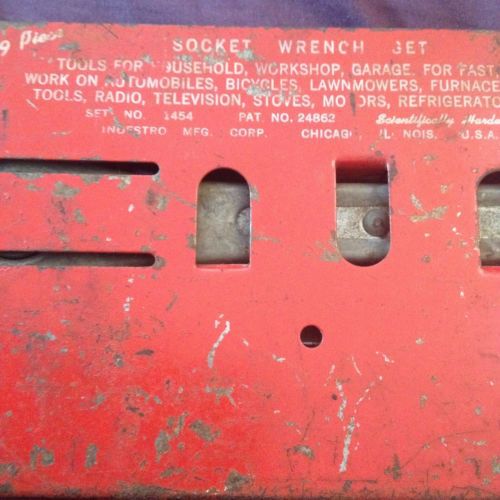 9 Piece
SOCKET WRENCH SET
TOOLS FOR HOUSEHOLD, WORKSHOP, GARAGE. FOR FAST
WORK ON AUTOMOBILES, BICYCLES, LAWNMOWERS, FURNACE
TOOLS, RADIO, TELEVISION, STOVES, MOTORS, REFRIGERATO
SET NO. 1454 PAT. NO. 24862 Scientifically Harde
INDESTRO MFG. CORP. CHICAGO, ILLINOIS, U.S.A.